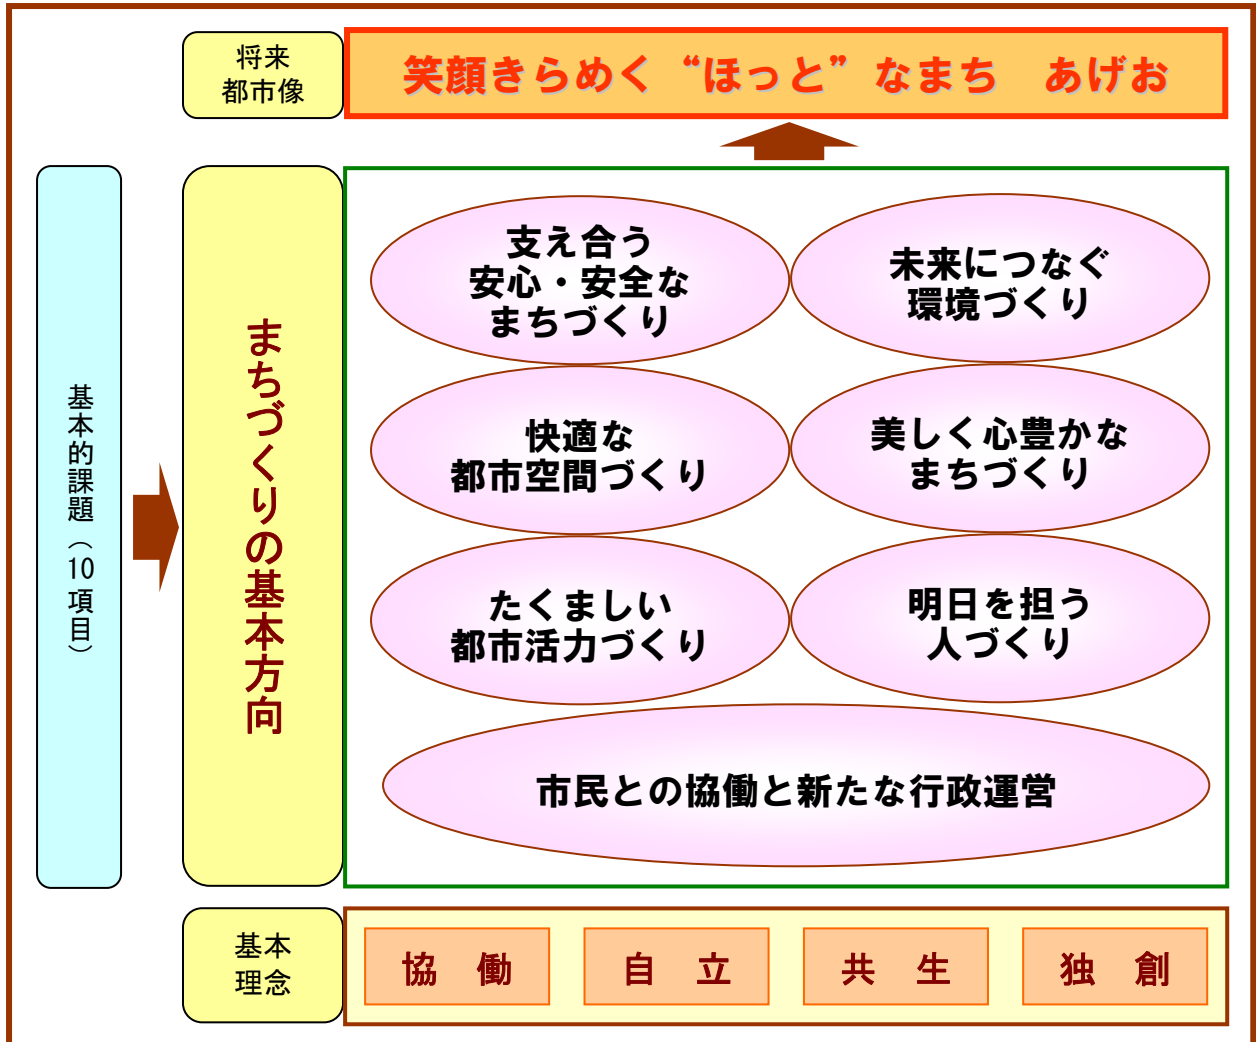 将来
都市像
笑顔きらめく“ほっと”なまち　あげお
基本的課題（10項目）
まちづくりの基本方向
支え合う
安心・安全な
まちづくり
未来につなぐ
環境づくり
快適な
都市空間づくり
美しく心豊かな
まちづくり
たくましい
都市活力づくり
明日を担う
人づくり
市民との協働と新たな行政運営
基本
理念
協　働
自　立
共　生
独　創